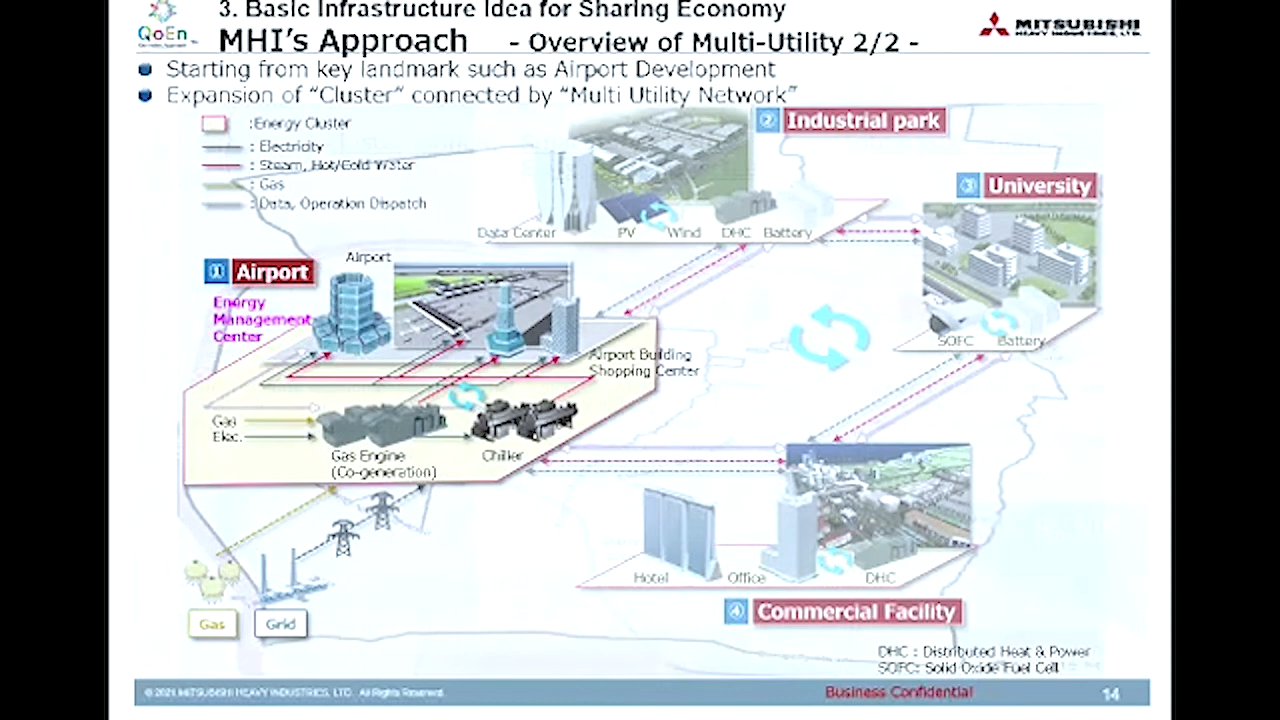 3. Basic Infrastructure Idea for Sharing Economy
QoEn
MHI's Approach - Overview of Multi-Utility 2/2 -
MITSUBISHI
HEAVY INDUSTRIES, LTD.
Starting from key landmark such as Airport Development
Expansion of "Cluster" connected by "Multi Utility Network"
:Energy Cluster
: Electricity
: Steam, Hot/Cold Water
: Gas
: Data, Operation Dispatch
② Industrial park
Data Center PV Wind DHC Battery
③ University
SOFC Battery
① Airport
Airport
Energy
Management
Center
Airport Building
Shopping Center
Gas
Elec.
Gas Engine
(Co-generation)
Chiller
Hotel Office DHC
④ Commercial Facility
Gas Grid
DHC : Distributed Heat & Power
SOFC: Solid Oxide Fuel Cell
MITSUBISHI HEAVY INDUSTRIES, LTD. All Rights Reserved.
Business Confidential
14